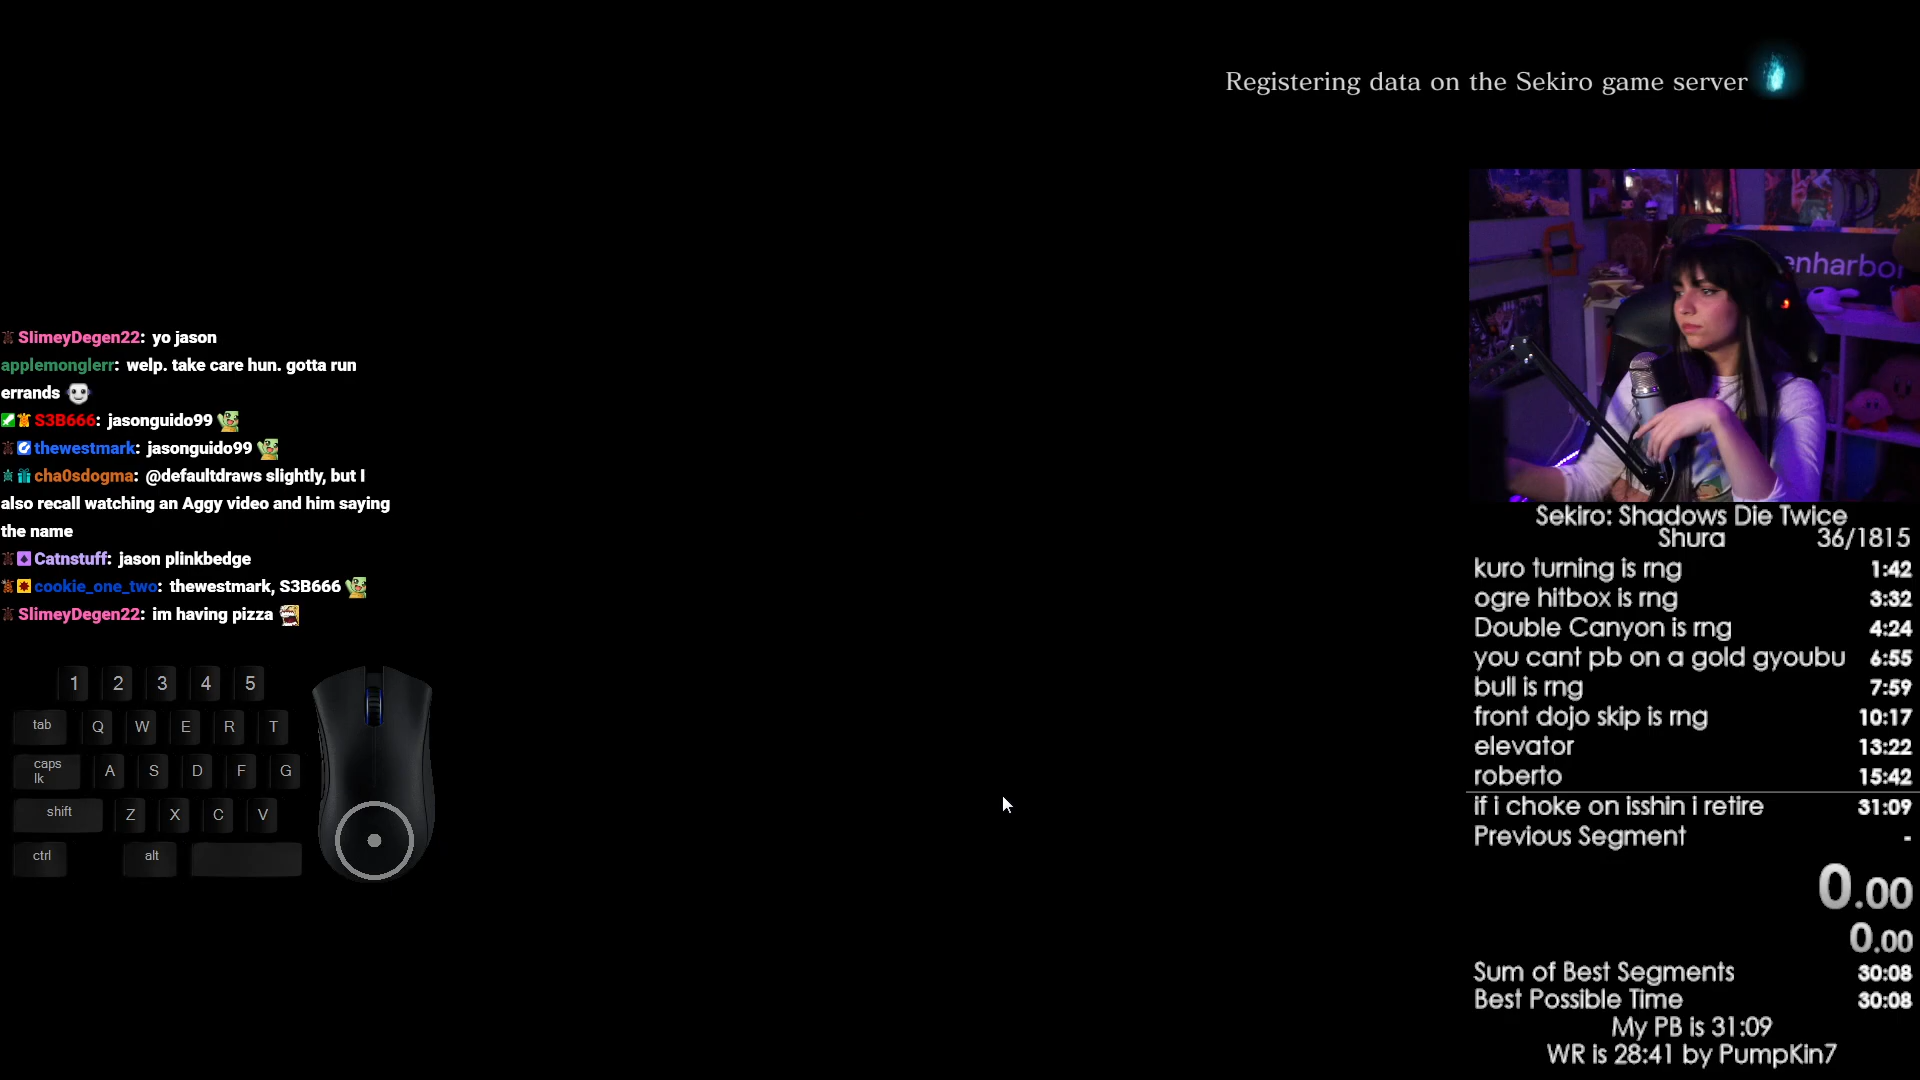 Registering data on the Sekiro game server
enharbor
SlimeyDegen22: yo jason
applemonglerr: welp. take care hun. gotta run
errands
S3B666: jasonguido99
thewestmark: jasonguido99
cha0sdogma: @defaultdraws slightly, but I
also recall watching an Aggy video and him saying
the name
Catnstuff: jason plinkbedge
cookie_one_two: thewestmark, S3B666
SlimeyDegen22: im having pizza
1 2 3 4 5
tab Q W E R T
caps
lk A S D F G
shift Z X C V
ctrl alt
Sekiro: Shadows Die Twice
Shura 36/1815
kuro turning is rng 1:42
ogre hitbox is rng 3:32
Double Canyon is rng 4:24
you cant pb on a gold gyoubu 6:55
bull is rng 7:59
front dojo skip is rng 10:17
elevator 13:22
roberto 15:42
if i choke on isshin i retire 31:09
Previous Segment -
0.00
0.00
Sum of Best Segments 30:08
Best Possible Time 30:08
My PB is 31:09
WR is 28:41 by PumpKin7